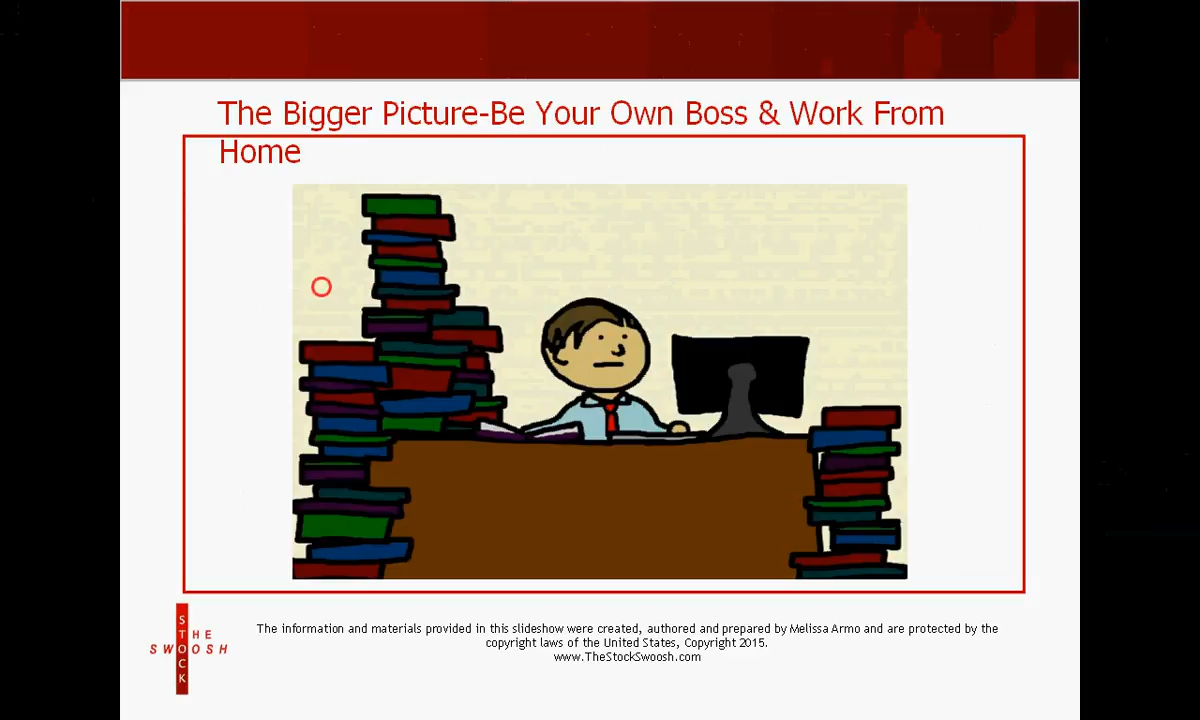 The Bigger Picture-Be Your Own Boss & Work From
Home
STOCK
THE
SWOOSH
The information and materials provided in this slideshow were created, authored and prepared by Melissa Armo and are protected by the
copyright laws of the United States, Copyright 2015.
www.TheStockSwoosh.com